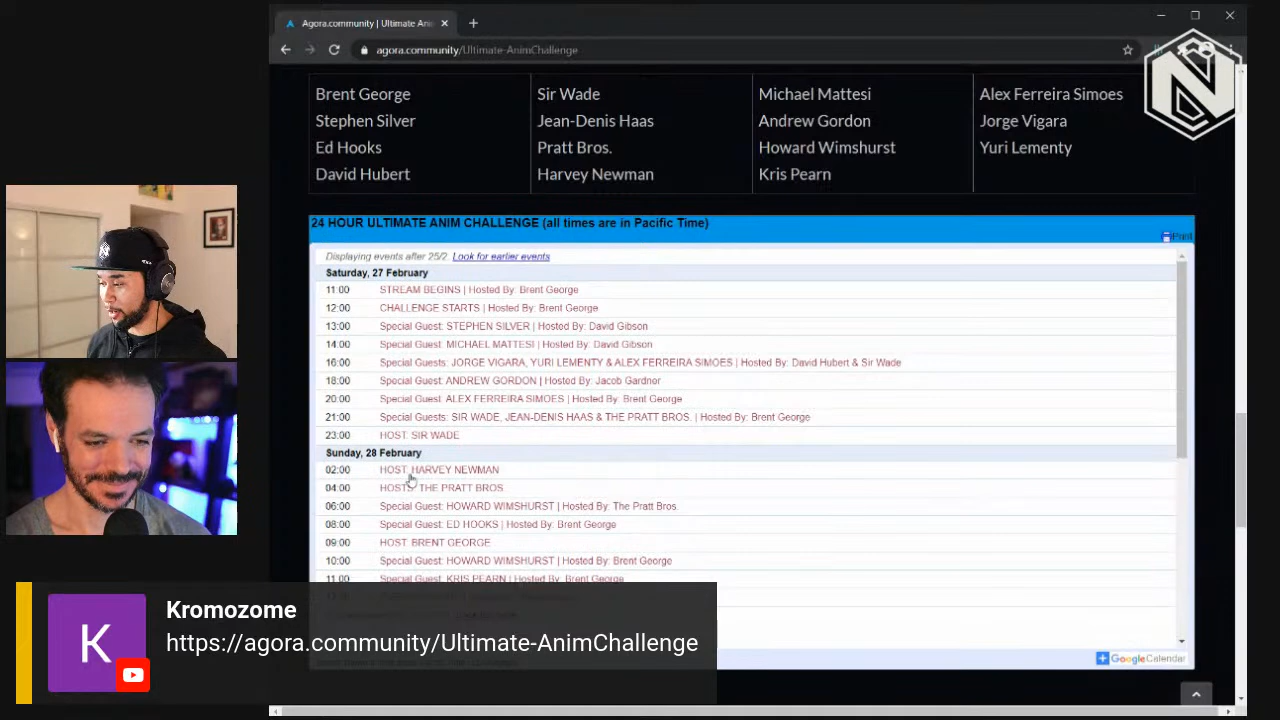 Agora.community | Ultimate Ani
agora.community/Ultimate-AnimChallenge
Brent George
Sir Wade
Michael Mattesi
Alex Ferreira Simoes
Stephen Silver
Jean-Denis Haas
Andrew Gordon
Jorge Vigara
Ed Hooks
Pratt Bros.
Howard Wimshurst
Yuri Lementy
David Hubert
Harvey Newman
Kris Pearn
24 HOUR ULTIMATE ANIM CHALLENGE (all times are in Pacific Time)
Print
Displaying events after 25/2. Look for earlier events
Saturday, 27 February
11:00 STREAM BEGINS | Hosted By: Brent George
12:00 CHALLENGE STARTS | Hosted By: Brent George
13:00 Special Guest: STEPHEN SILVER | Hosted By: David Gibson
14:00 Special Guest: MICHAEL MATTESI | Hosted By: David Gibson
16:00 Special Guests: JORGE VIGARA, YURI LEMENTY & ALEX FERREIRA SIMOES | Hosted By: David Hubert & Sir Wade
18:00 Special Guest: ANDREW GORDON | Hosted By: Jacob Gardner
20:00 Special Guest: ALEX FERREIRA SIMOES | Hosted By: Brent George
21:00 Special Guests: SIR WADE, JEAN-DENIS HAAS & THE PRATT BROS. | Hosted By: Brent George
23:00 HOST: SIR WADE
Sunday, 28 February
02:00 HOST: HARVEY NEWMAN
04:00 HOSTS: THE PRATT BROS
06:00 Special Guest: HOWARD WIMSHURST | Hosted By: The Pratt Bros.
08:00 Special Guest: ED HOOKS | Hosted By: Brent George
09:00 HOST: BRENT GEORGE
10:00 Special Guest: HOWARD WIMSHURST | Hosted By: Brent George
11:00 Special Guest: KRIS PEARN | Hosted By: Brent George
Google Calendar
K
Kromozome
https://agora.community/Ultimate-AnimChallenge